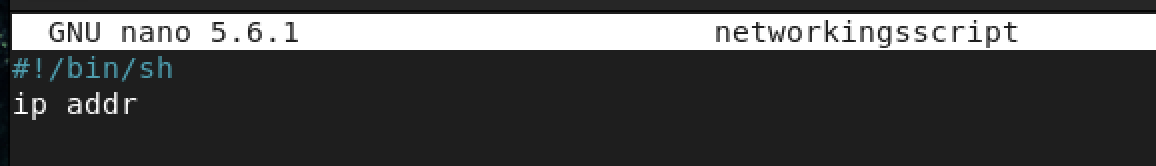 GNU nano 5.6.1 networkingsscript
#!/bin/sh
ip addr